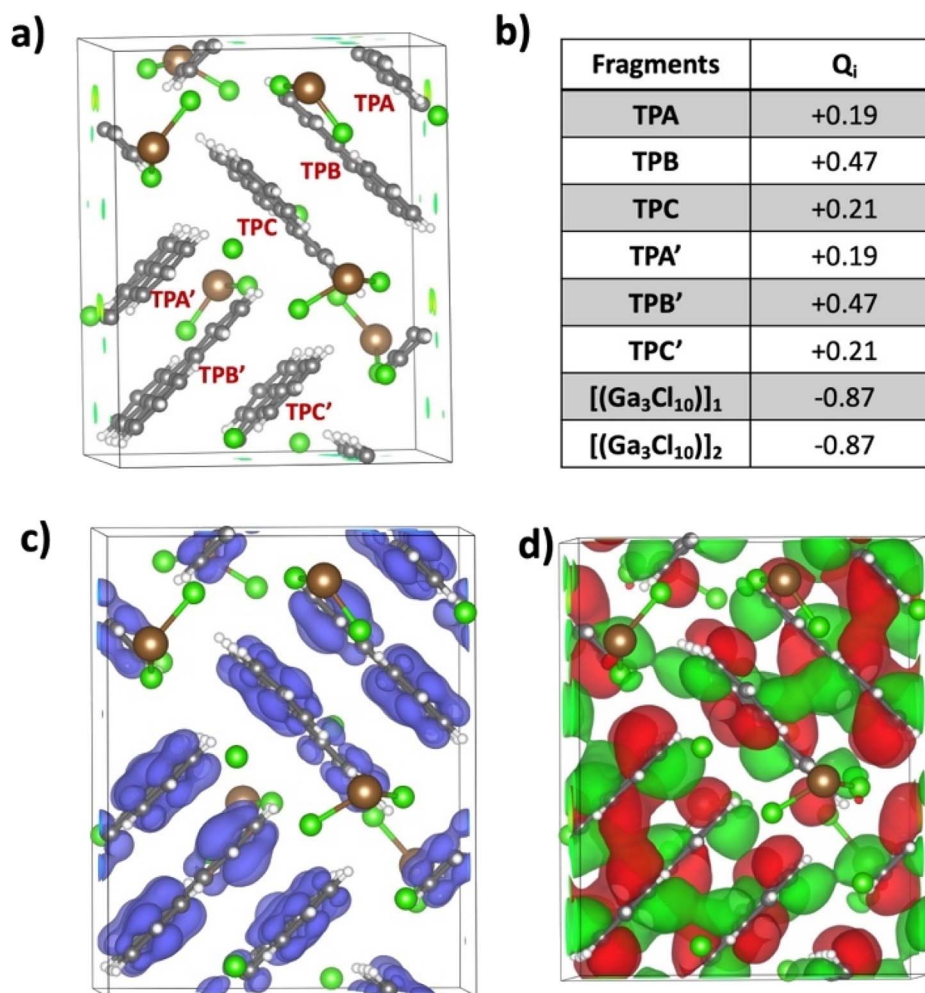 a)
TPA
TPB
TPC
TPA’
TPB’
TPC’
b)
Fragments Qᵢ
TPA +0.19
TPB +0.47
TPC +0.21
TPA’ +0.19
TPB’ +0.47
TPC’ +0.21
[(Ga₃Cl₁₀)]₁ -0.87
[(Ga₃Cl₁₀)]₂ -0.87
c)
d)